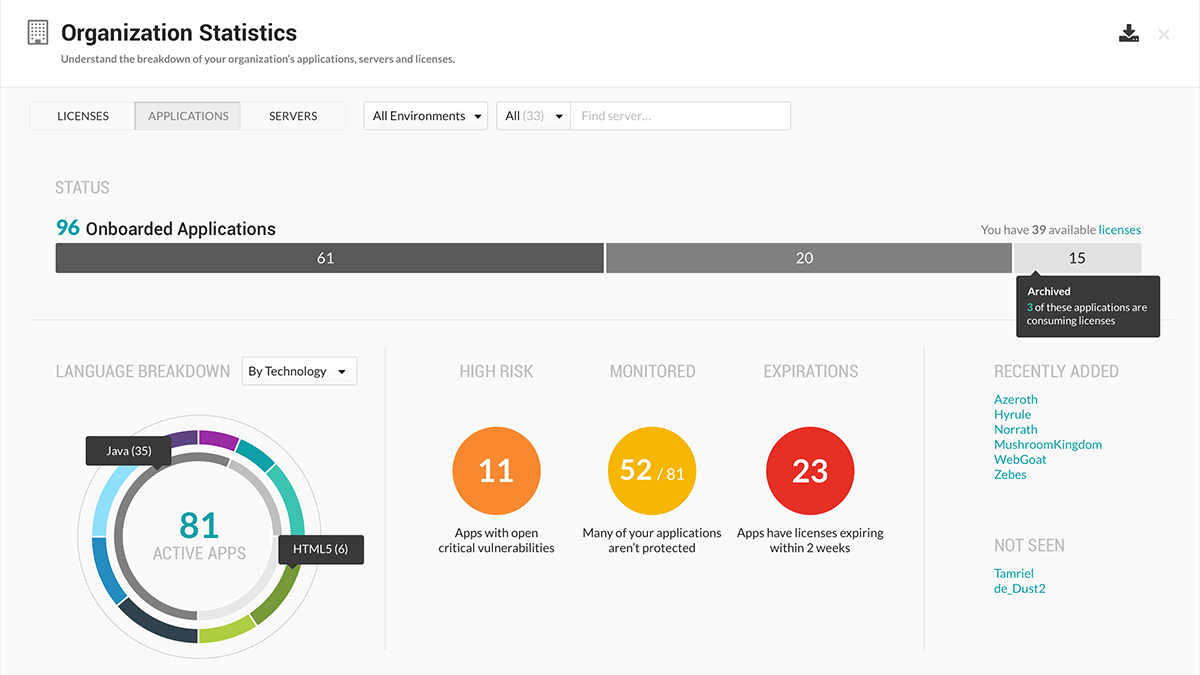 Organization Statistics
Understand the breakdown of your organization's applications, servers and licenses.
LICENSES
APPLICATIONS
SERVERS
All Environments
All (33)
Find server...
STATUS
96 Onboarded Applications
You have 39 available licenses
61
20
15
Archived
3 of these applications are
consuming licenses
LANGUAGE BREAKDOWN
By Technology
Java (35)
81
ACTIVE APPS
HTML5 (6)
HIGH RISK
11
Apps with open
critical vulnerabilities
MONITORED
52 / 81
Many of your applications
aren't protected
EXPIRATIONS
23
Apps have licenses expiring
within 2 weeks
RECENTLY ADDED
Azeroth
Hyrule
Norrath
MushroomKingdom
WebGoat
Zebes
NOT SEEN
Tamriel
de_Dust2